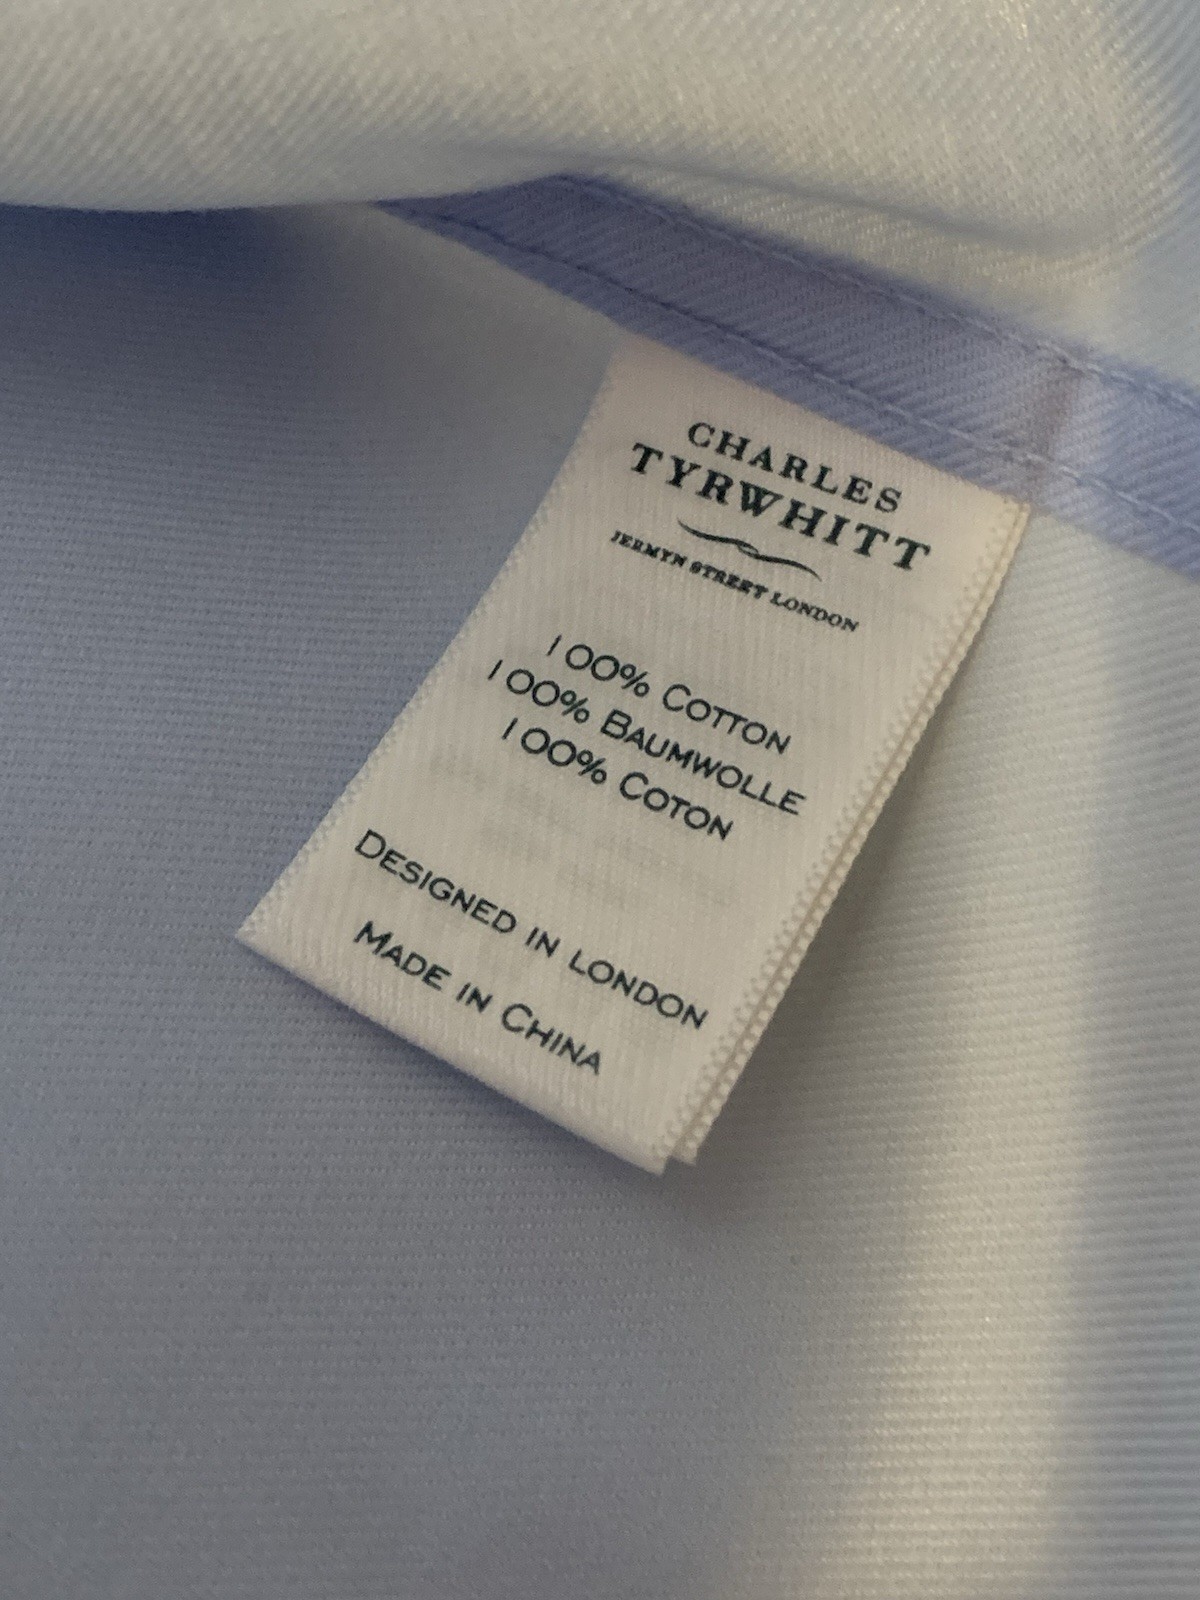 CHARLES
TYRWHITT
JERMYN STREET LONDON
100% COTTON
100% BAUMWOLLE
100% COTON
DESIGNED IN LONDON
MADE IN CHINA